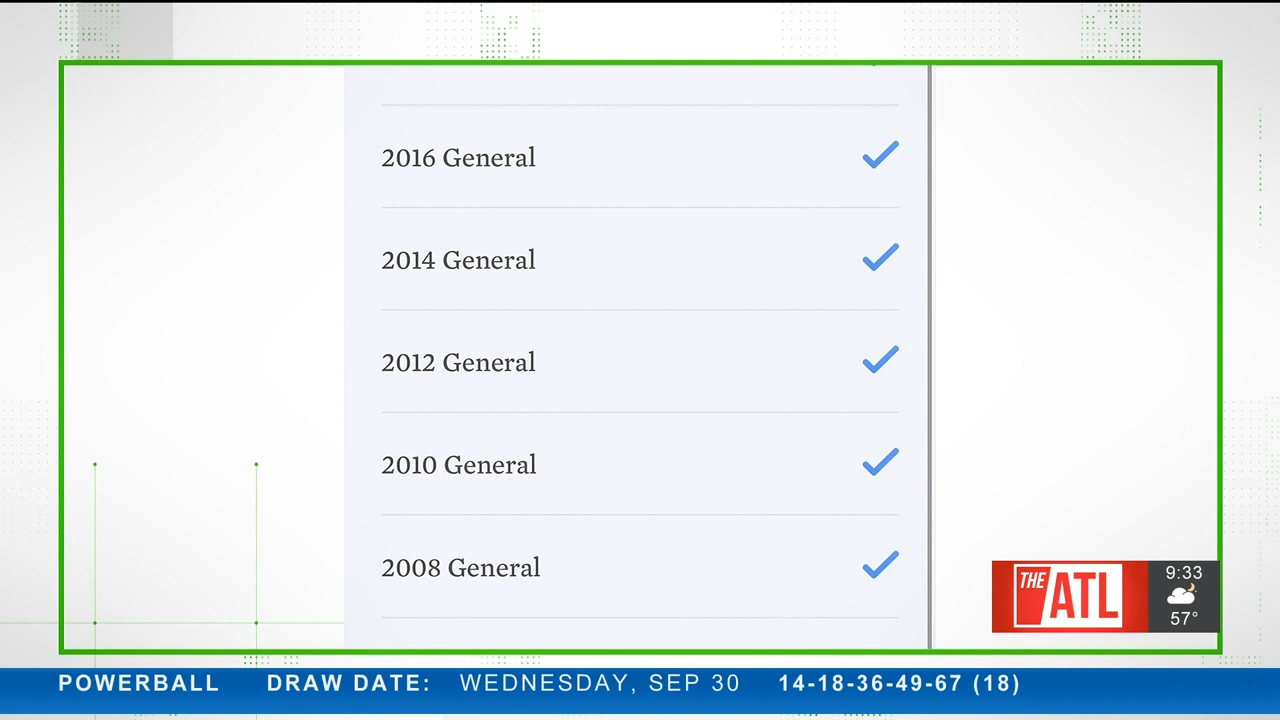 2016 General
2014 General
2012 General
2010 General
2008 General
THE ATL
9:33
57°
POWERBALL DRAW DATE: WEDNESDAY, SEP 30 14-18-36-49-67 (18)